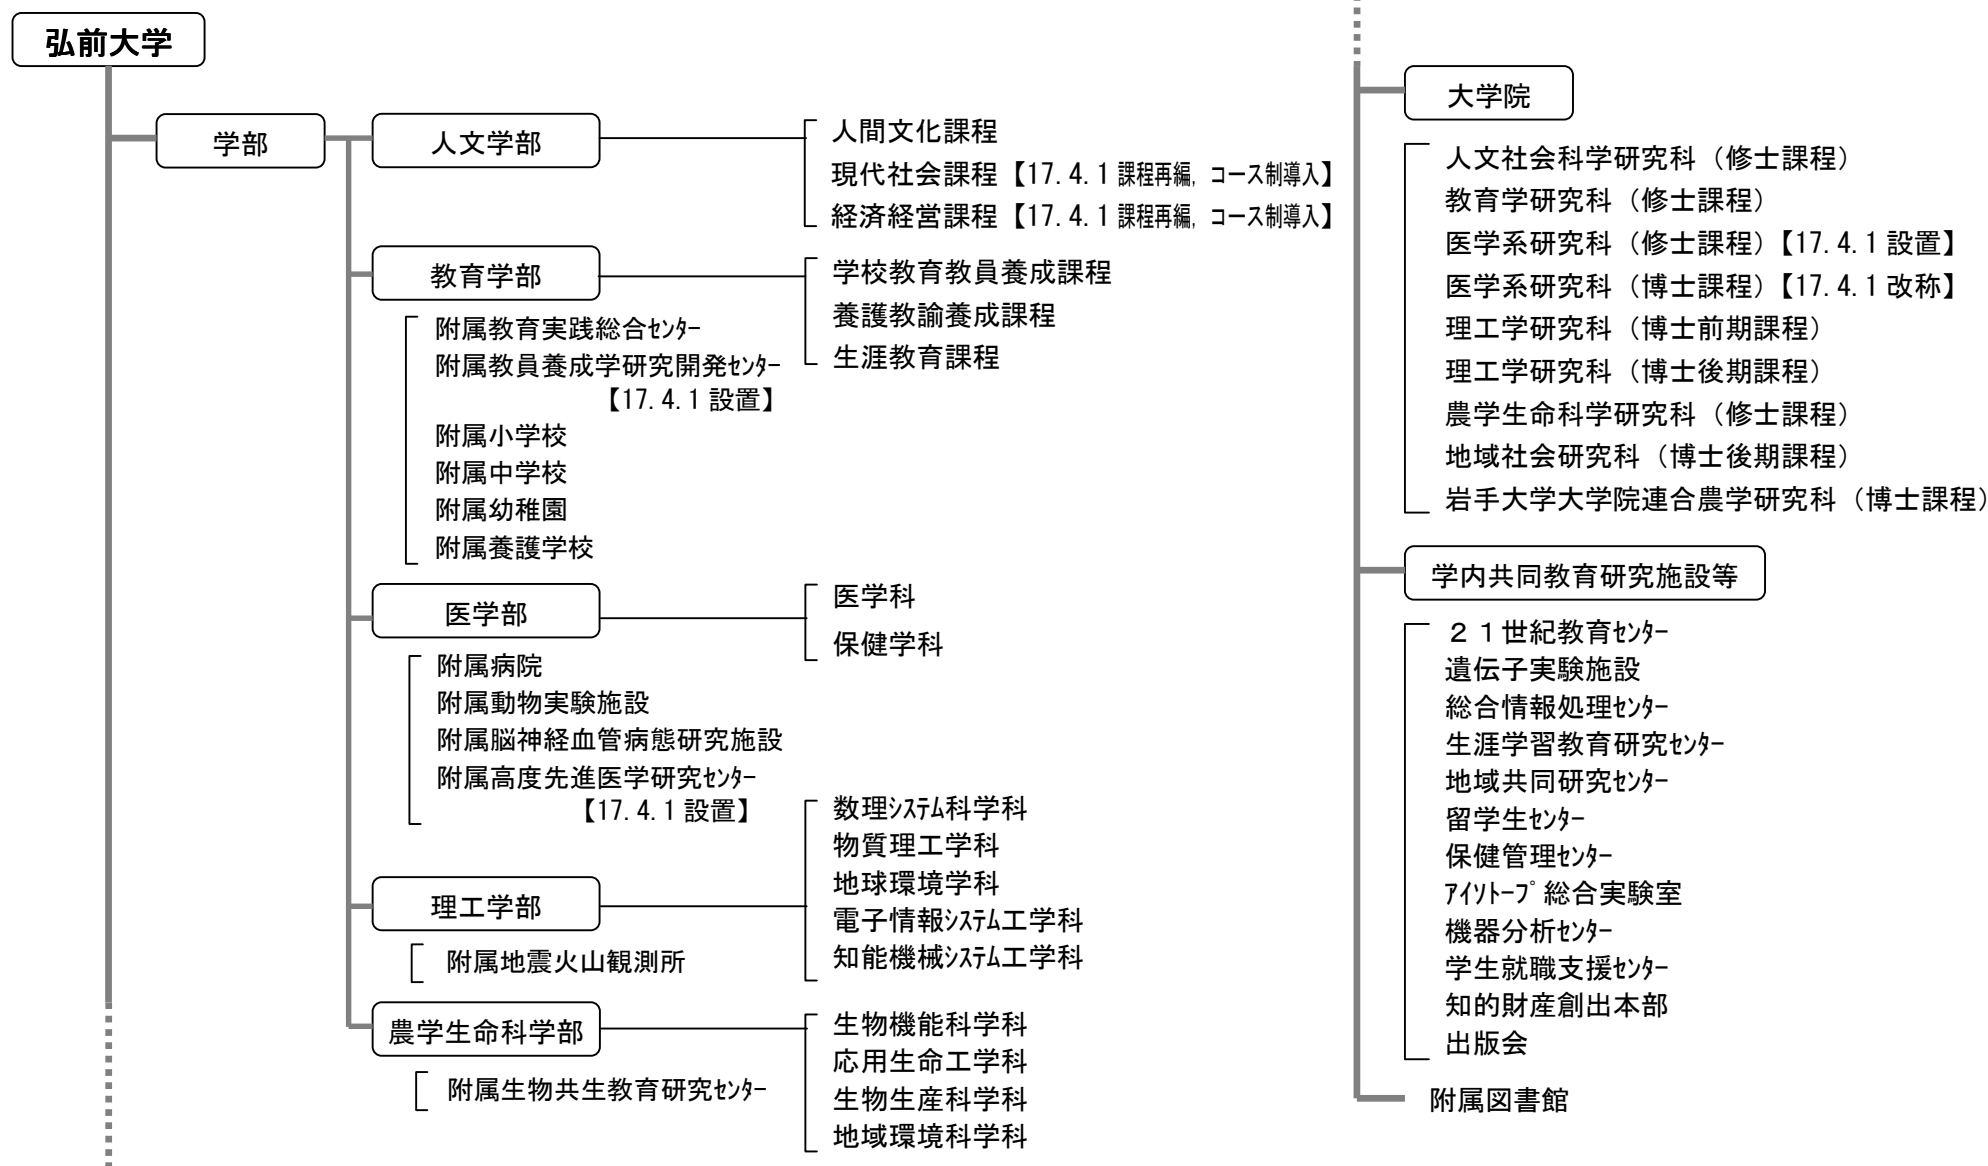 弘前大学
学部
人文学部
人間文化課程
現代社会課程【17.4.1 課程再編, コース制導入】
経済経営課程【17.4.1 課程再編, コース制導入】
教育学部
学校教育教員養成課程
養護教諭養成課程
生涯教育課程
附属教育実践総合ｾﾝﾀｰ
附属教員養成学研究開発ｾﾝﾀｰ
【17.4.1 設置】
附属小学校
附属中学校
附属幼稚園
附属養護学校
医学部
医学科
保健学科
附属病院
附属動物実験施設
附属脳神経血管病態研究施設
附属高度先進医学研究ｾﾝﾀｰ
【17.4.1 設置】
理工学部
数理ｼｽﾃﾑ科学科
物質理工学科
地球環境学科
電子情報ｼｽﾃﾑ工学科
知能機械ｼｽﾃﾑ工学科
附属地震火山観測所
農学生命科学部
生物機能科学科
応用生命工学科
生物生産科学科
地域環境科学科
附属生物共生教育研究ｾﾝﾀｰ
大学院
人文社会科学研究科（修士課程）
教育学研究科（修士課程）
医学系研究科（修士課程）【17.4.1 設置】
医学系研究科（博士課程）【17.4.1 改称】
理工学研究科（博士前期課程）
理工学研究科（博士後期課程）
農学生命科学研究科（修士課程）
地域社会研究科（博士後期課程）
岩手大学大学院連合農学研究科（博士課程）
学内共同教育研究施設等
２１世紀教育ｾﾝﾀｰ
遺伝子実験施設
総合情報処理ｾﾝﾀｰ
生涯学習教育研究ｾﾝﾀｰ
地域共同研究ｾﾝﾀｰ
留学生ｾﾝﾀｰ
保健管理ｾﾝﾀｰ
ｱｲｿﾄｰﾌﾟ総合実験室
機器分析ｾﾝﾀｰ
学生就職支援ｾﾝﾀｰ
知的財産創出本部
出版会
附属図書館